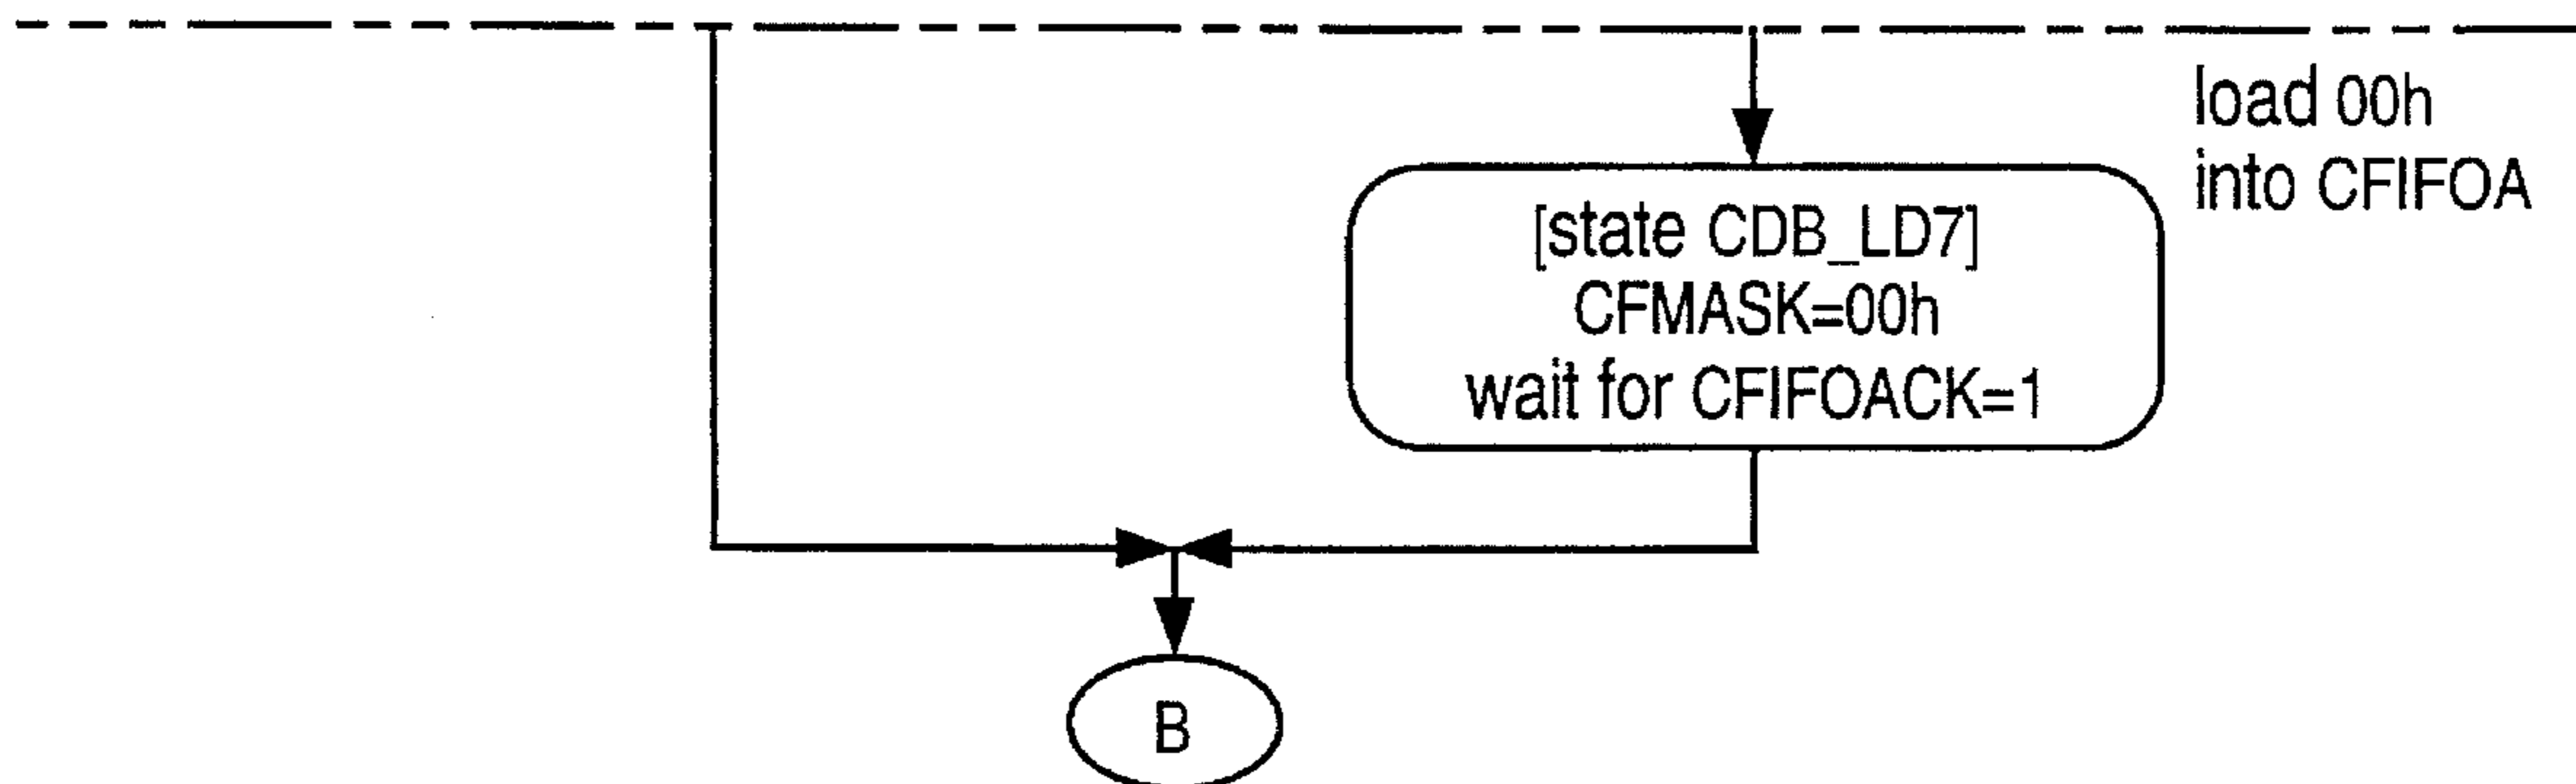 load 00h
into CFIFOA
[state CDB_LD7]
CFMASK=00h
wait for CFIFOACK=1
B